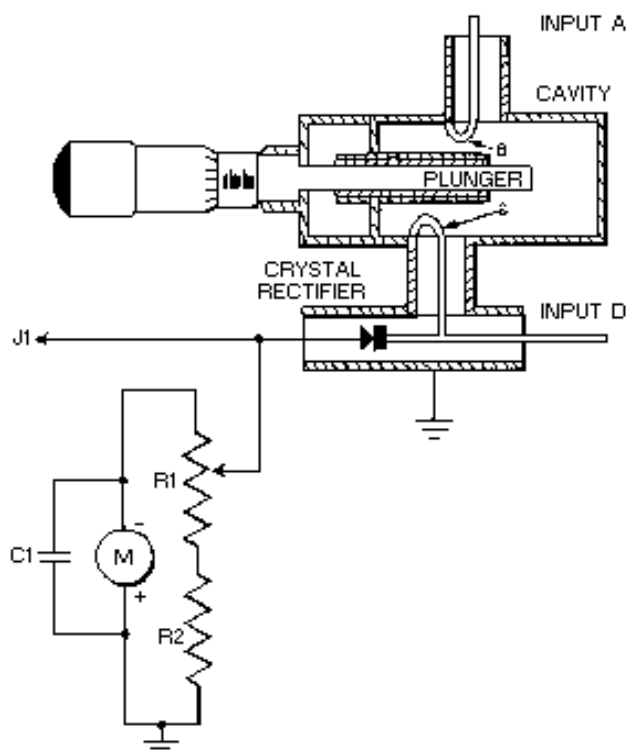 INPUT A
CAVITY
B
PLUNGER
C
CRYSTAL
RECTIFIER
INPUT D
J1
R1
-
C1
M
+
R2